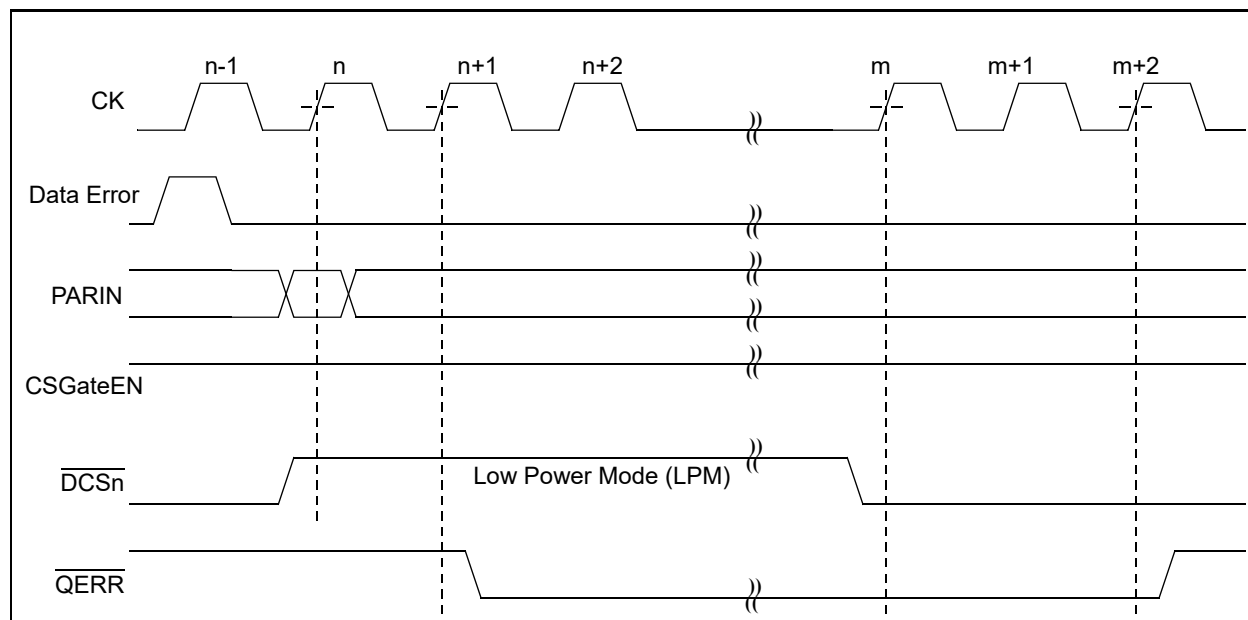 n-1 n n+1 n+2 m m+1 m+2
CK
Data Error
PARIN
CSGateEN
DCSn
Low Power Mode (LPM)
QERR